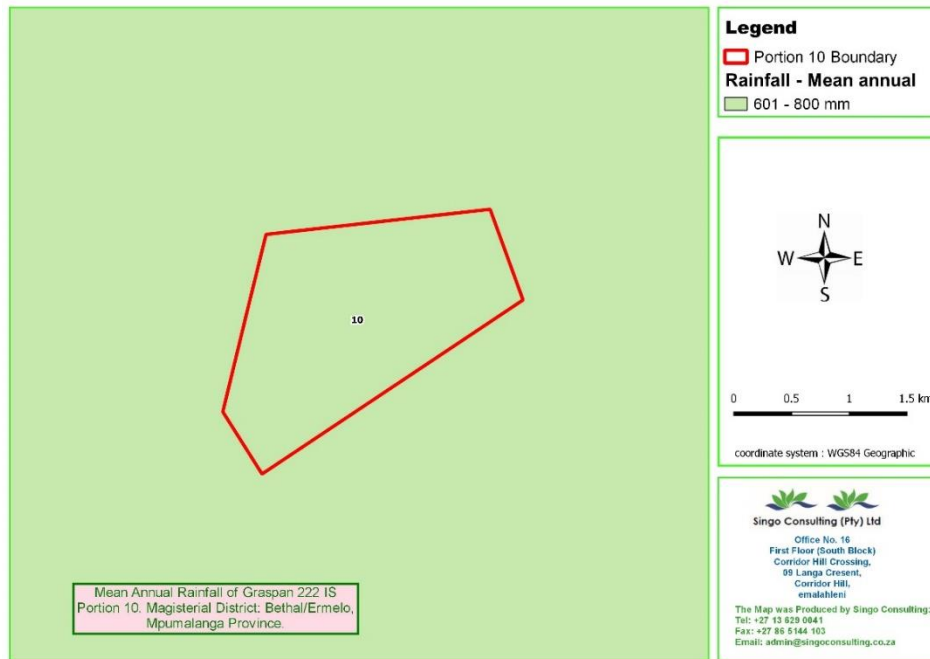 Legend
Portion 10 Boundary
Rainfall - Mean annual
601 - 800 mm
10
N
W E
S
0 0.5 1 1.5 km
coordinate system : WGS84 Geographic
Singo Consulting (Pty) Ltd
Office No. 16
First Floor (South Block)
Corridor Hill Crossing,
09 Langa Cresent,
Corridor Hill,
emalahleni
The Map was Produced by Singo Consulting:
Tel: +27 13 629 0041
Fax: +27 86 5144 103
Email: admin@singoconsulting.co.za
Mean Annual Rainfall of Graspan 222 IS
Portion 10. Magisterial District: Bethal/Ermelo,
Mpumalanga Province.